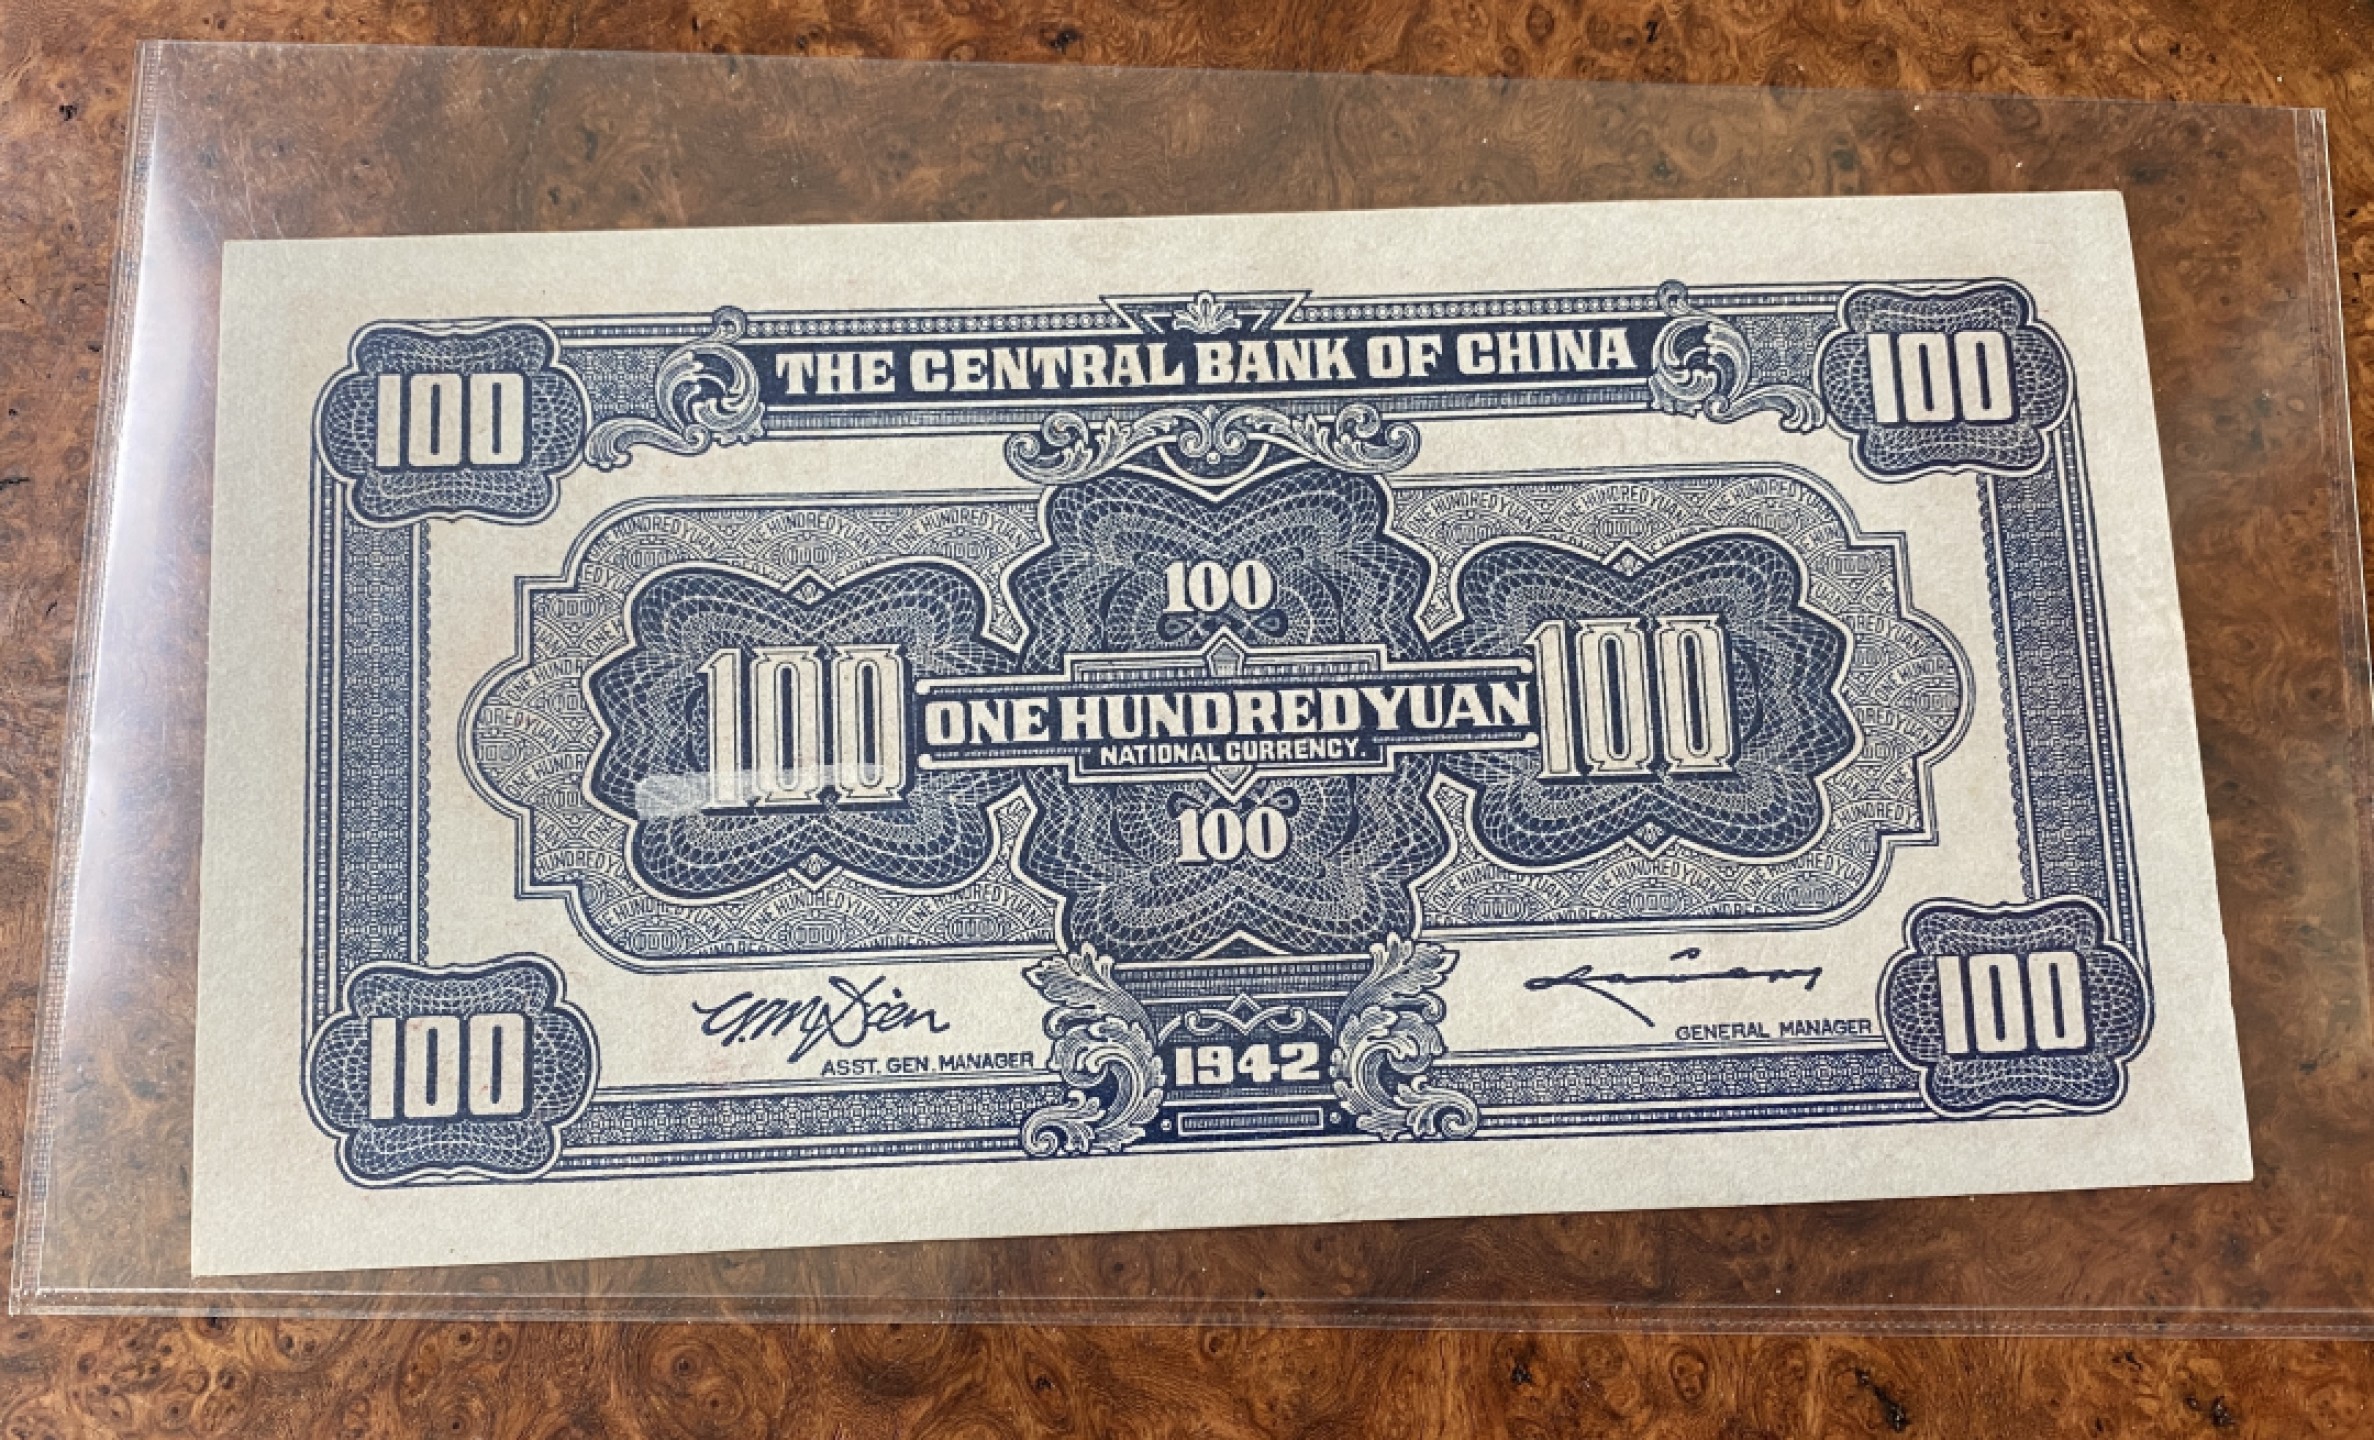 THE CENTRAL BANK OF CHINA
100 100
100
100 ONE HUNDRED YUAN 100
NATIONAL CURRENCY.
100
G.M. Dien
ASST. GEN. MANAGER
GENERAL MANAGER
100 1942 100